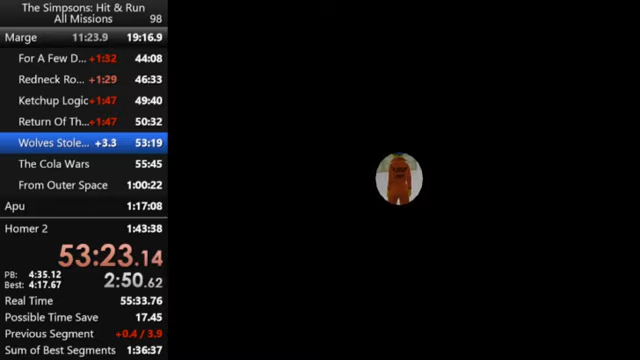 The Simpsons: Hit & Run
All Missions 98
Marge 11:23.9 19:16.9
For A Few D... +1:32 44:08
Redneck Ro... +1:29 46:33
Ketchup Logic +1:47 49:40
Return Of Th... +1:47 50:32
Wolves Stole... +3.3 53:19
The Cola Wars 55:45
From Outer Space 1:00:22
Apu 1:17:08
Homer 2 1:43:38
53:23.14
PB: 4:35.12
Best: 4:17.67
2:50.62
Real Time 55:33.76
Possible Time Save 17.45
Previous Segment +0.4 / 3.9
Sum of Best Segments 1:36:37